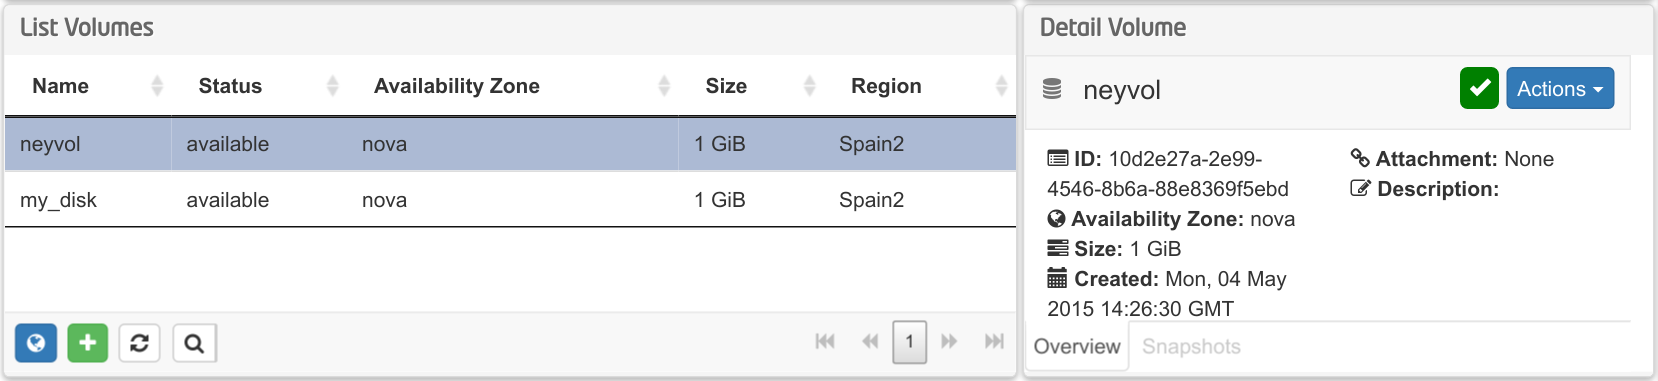 List Volumes
Name Status Availability Zone Size Region
neyvol available nova 1 GiB Spain2
my_disk available nova 1 GiB Spain2
1
Detail Volume
neyvol Actions
ID: 10d2e27a-2e99-
4546-8b6a-88e8369f5ebd
Availability Zone: nova
Size: 1 GiB
Created: Mon, 04 May
2015 14:26:30 GMT
Attachment: None
Description:
Overview Snapshots